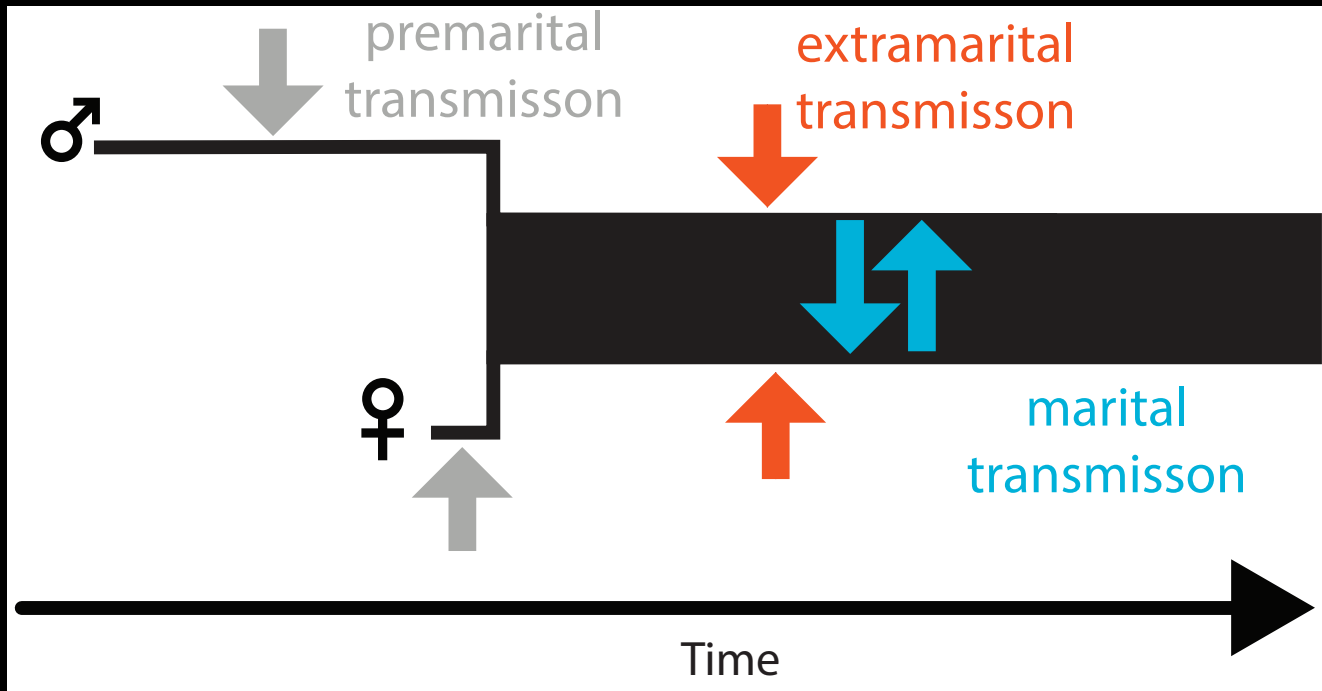 premarital
transmisson
extramarital
transmisson
marital
transmisson
Time